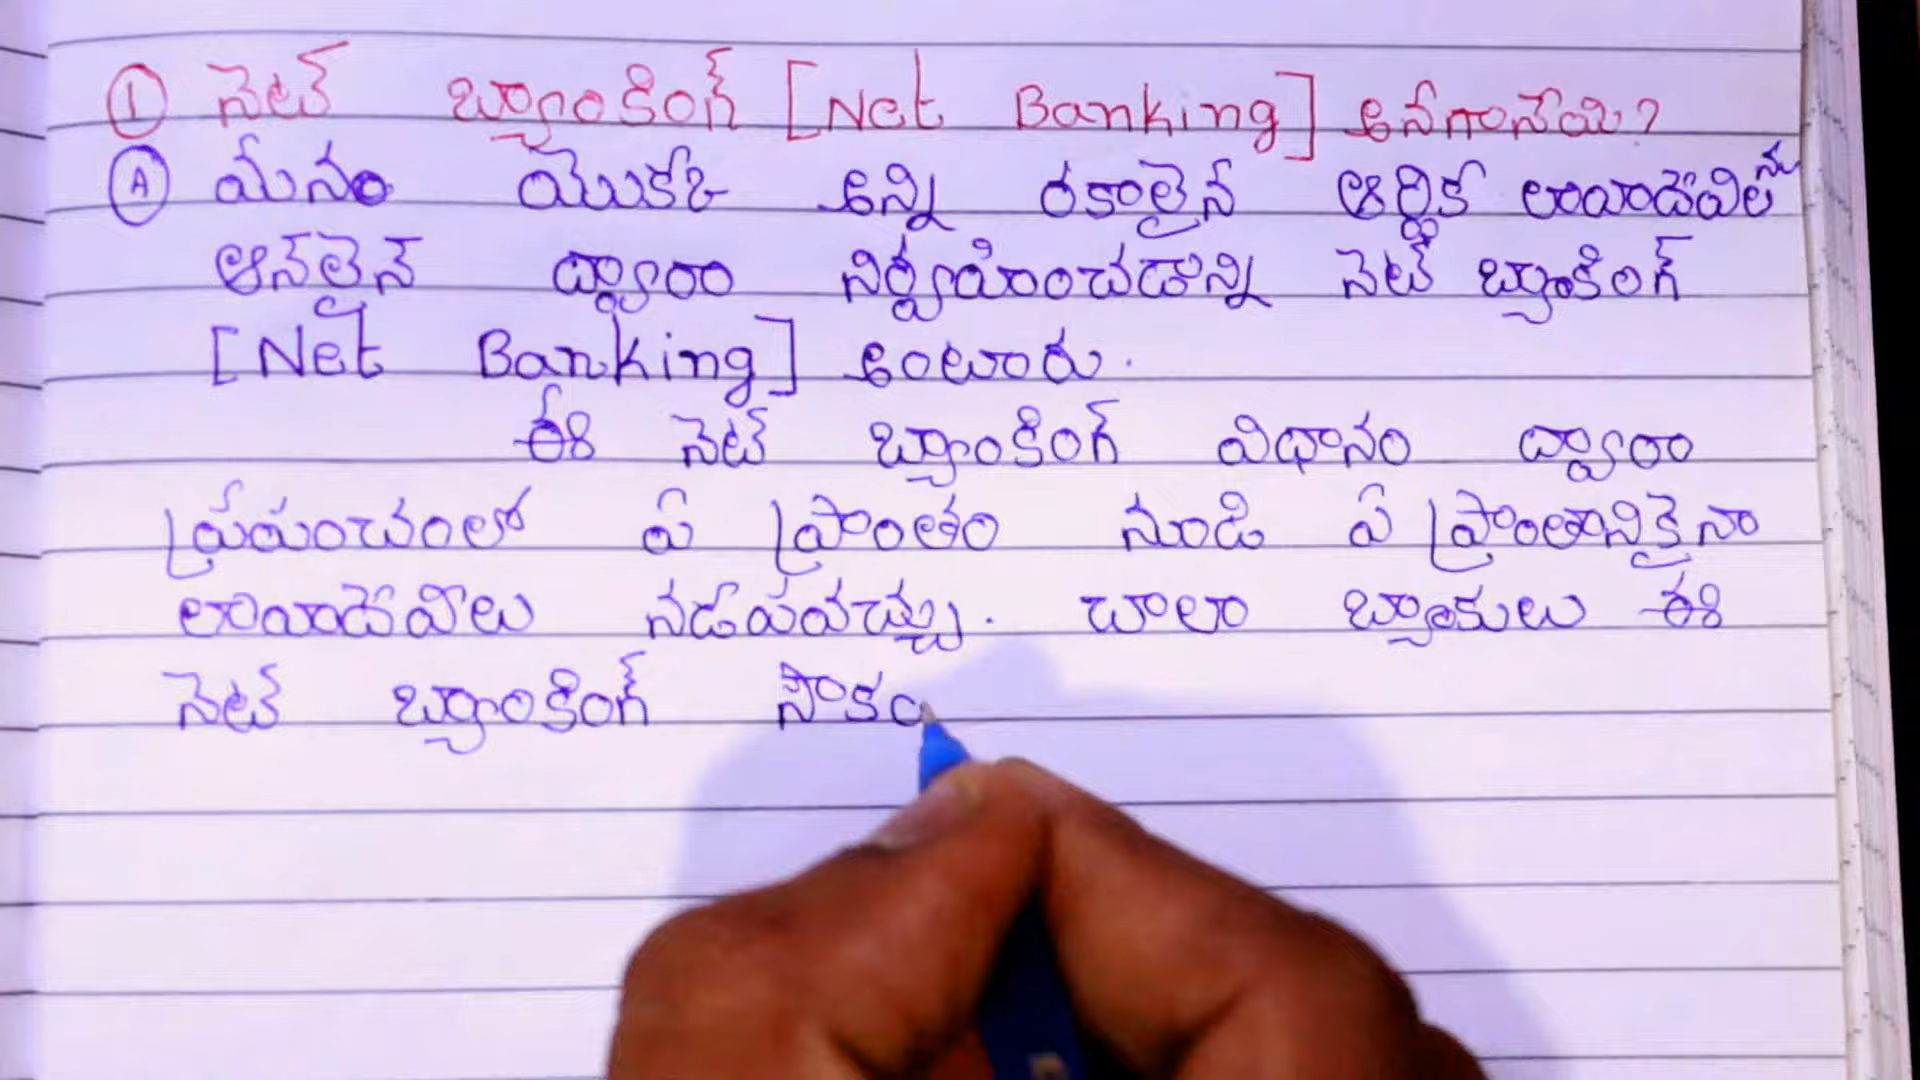 ① నెట్ బ్యాంకింగ్ [Net Banking] అనగానేమి?
Ⓐ మనం యొక్క అన్ని రకాలైన ఆర్థిక లావాదేవీలను
ఆన్‌లైన్ ద్వారా నిర్వహించడాన్ని నెట్ బ్యాంకింగ్
[Net Banking] అంటారు.
ఈ నెట్ బ్యాంకింగ్ విధానం ద్వారా
ప్రపంచంలో ఏ ప్రాంతం నుండి ఏ ప్రాంతానికైనా
లావాదేవీలు నడపవచ్చు. చాలా బ్యాంకులు ఈ
నెట్ బ్యాంకింగ్